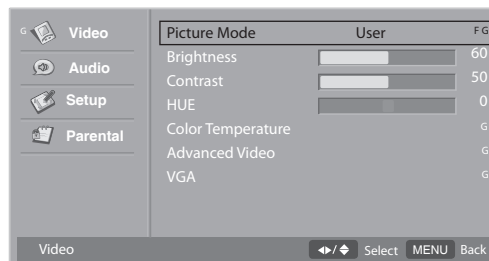 G Video
Audio
Setup
Parental
Picture Mode User F G
Brightness 60
Contrast 50
HUE 0
Color Temperature G
Advanced Video G
VGA G
Video Select MENU Back